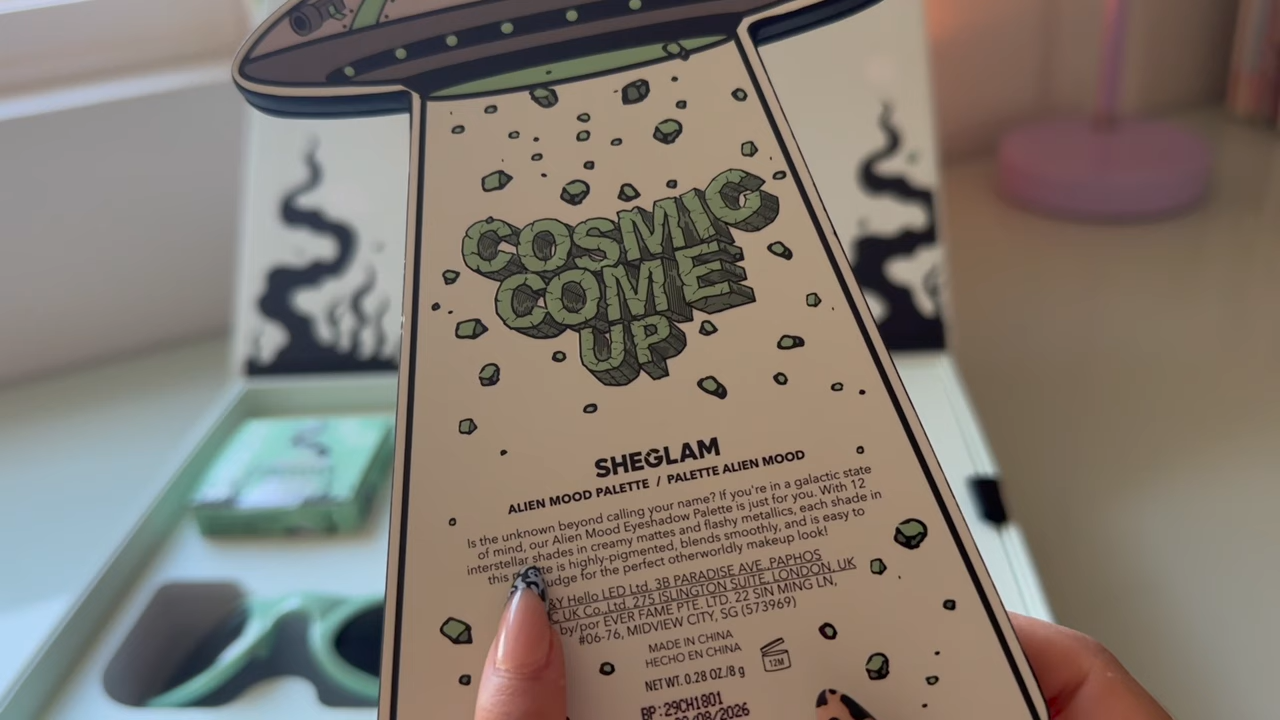 COSMIC
COME
UP
SHEGLAM
ALIEN MOOD PALETTE / PALETTE ALIEN MOOD
Is the unknown beyond calling your name? If you're in a galactic state
of mind, our Alien Mood Eyeshadow Palette is just for you. With 12
interstellar shades in creamy mattes and flashy metallics, each shade in
this is highly-pigmented, blends smoothly, and is easy to
for the perfect otherworldly makeup look!
&Y Hello LED Ltd. 3B PARADISE AVE.,PAPHOS
C UK Co.,Ltd. 275 ISLINGTON SUITE, LONDON, UK
by/por EVER FAME PTE. LTD. 22 SIN MING LN,
#06-76, MIDVIEW CITY, SG (573969)
MADE IN CHINA
HECHO EN CHINA
12M
NET WT. 0.28 OZ./8 g
BP:29CH1801
/08/2026